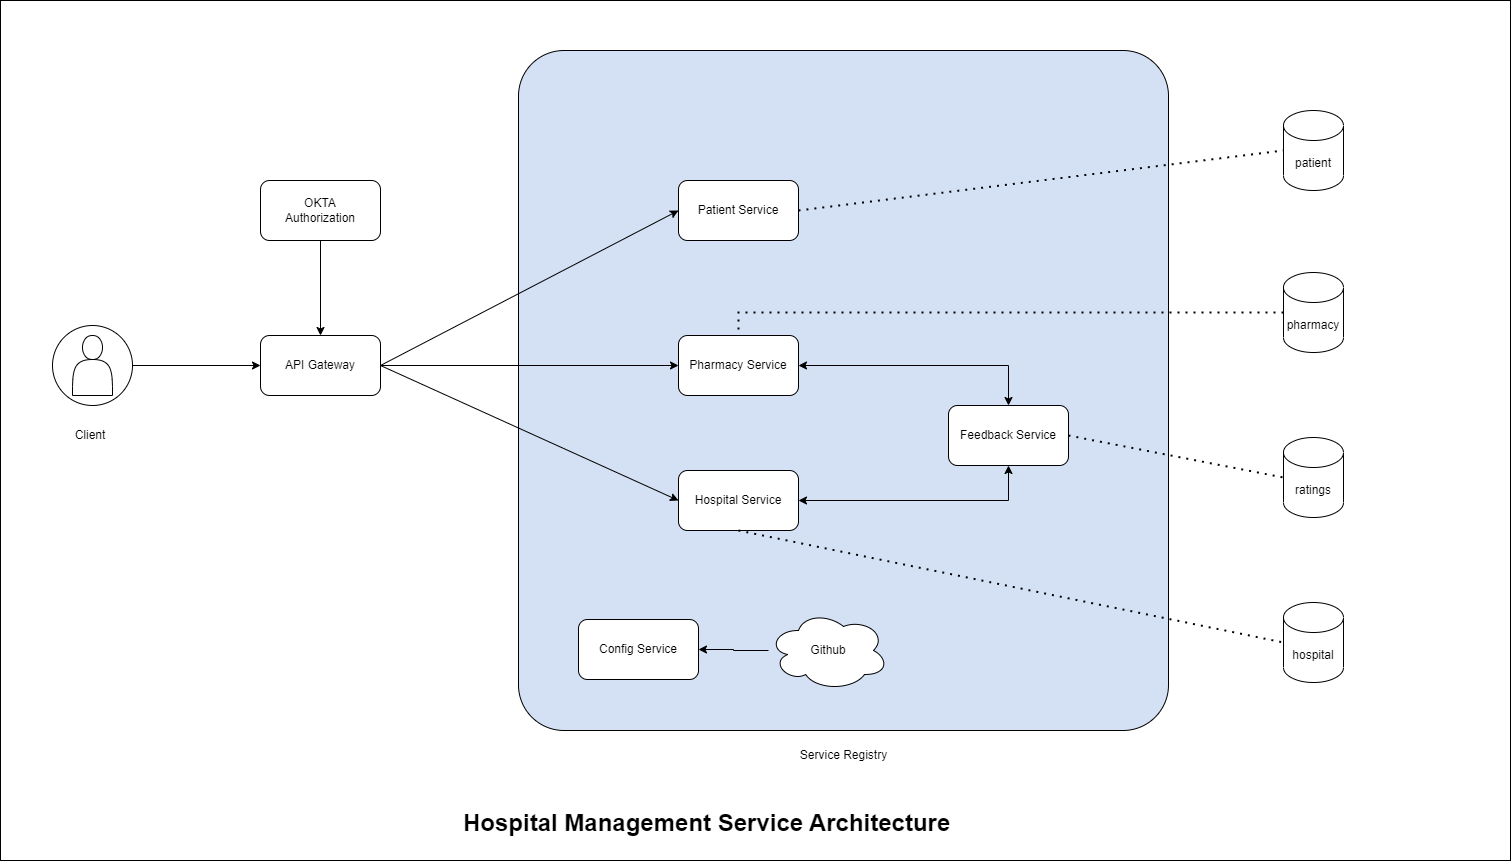 OKTA
Authorization
Patient Service
patient
pharmacy
API Gateway
Pharmacy Service
Client
Feedback Service
ratings
Hospital Service
Config Service
Github
hospital
Service Registry
Hospital Management Service Architecture